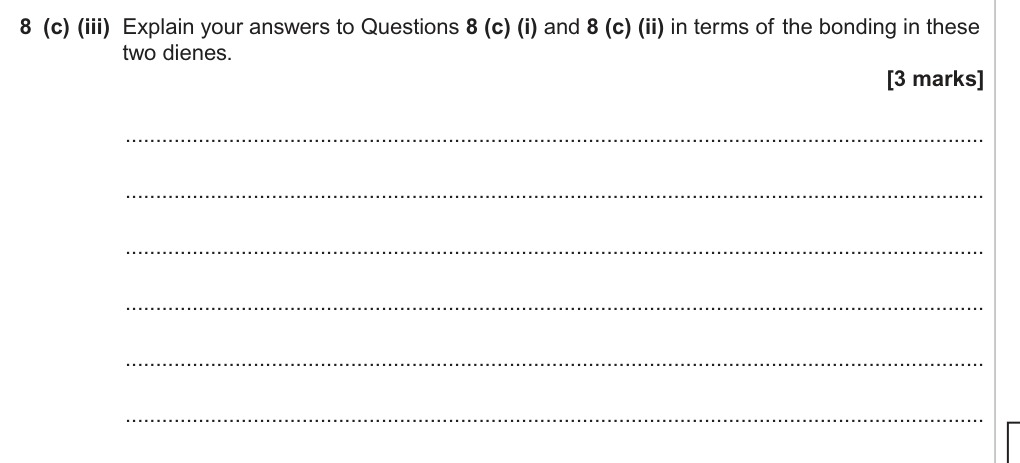 8 (c) (iii) Explain your answers to Questions 8 (c) (i) and 8 (c) (ii) in terms of the bonding in these
two dienes.
[3 marks]